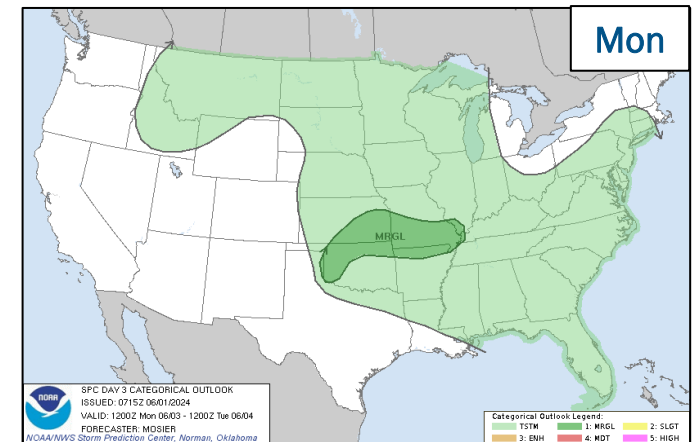 Mon
MRGL
NOAA
SPC DAY 3 CATEGORICAL OUTLOOK
ISSUED: 0715Z 06/01/2024
VALID: 1200Z Mon 06/03 - 1200Z Tue 06/04
FORECASTER: MOSIER
NOAA/NWS Storm Prediction Center, Norman, Oklahoma
Categorical Outlook Legend:
TSTM 1: MRGL 2: SLGT
3: ENH 4: MDT 5: HIGH